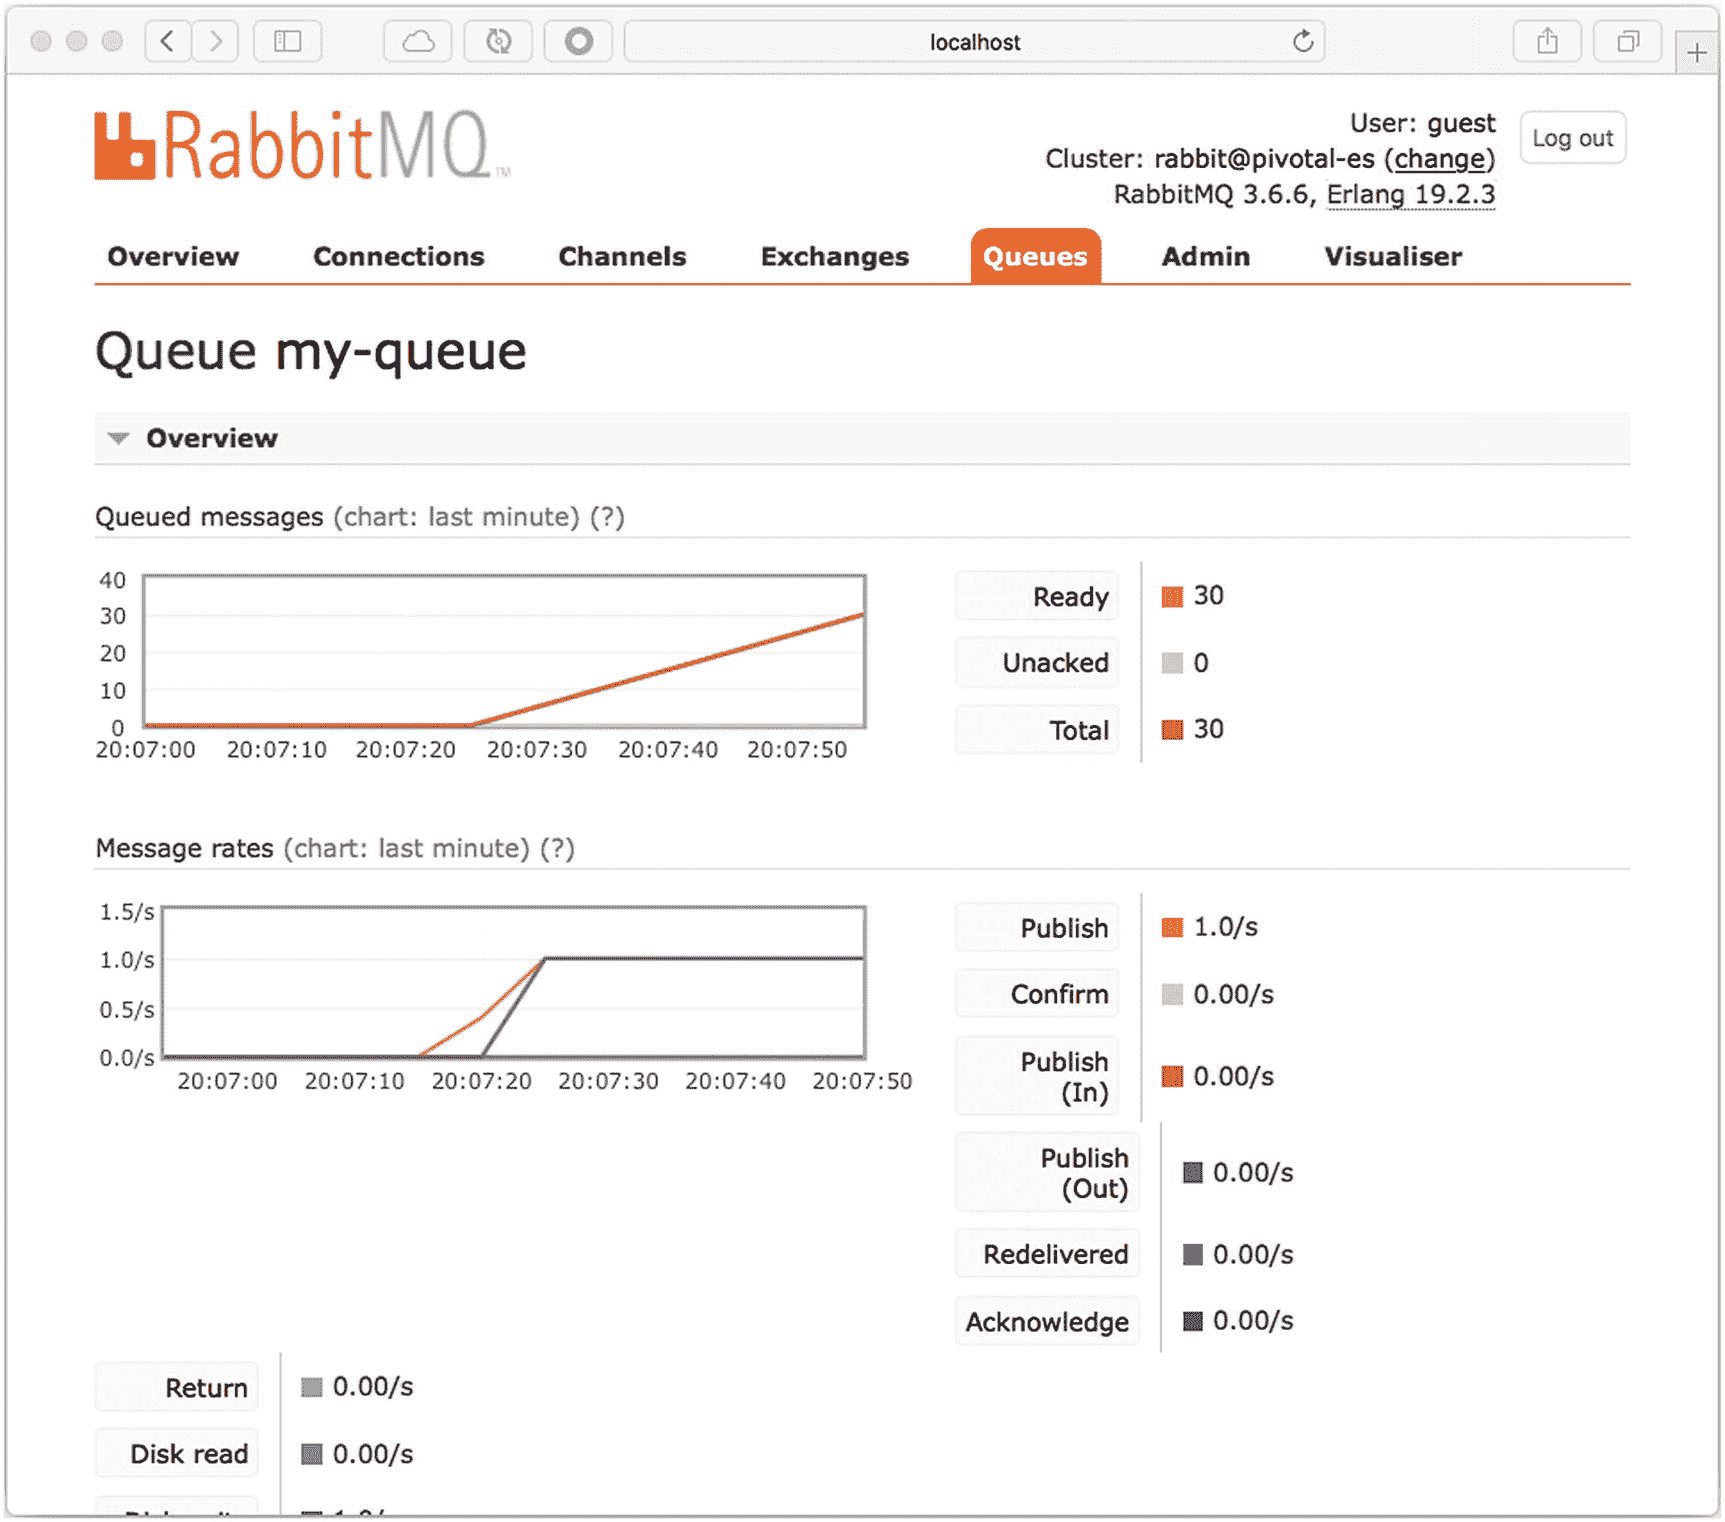 localhost
RabbitMQ™
User: guest
Cluster: rabbit@pivotal-es (change)
RabbitMQ 3.6.6, Erlang 19.2.3
Log out
Overview Connections Channels Exchanges Queues Admin Visualiser
Queue my-queue
Overview
Queued messages (chart: last minute) (?)
40
30
20
10
0
20:07:00 20:07:10 20:07:20 20:07:30 20:07:40 20:07:50
Ready 30
Unacked 0
Total 30
Message rates (chart: last minute) (?)
1.5/s
1.0/s
0.5/s
0.0/s
20:07:00 20:07:10 20:07:20 20:07:30 20:07:40 20:07:50
Publish 1.0/s
Confirm 0.00/s
Publish
(In) 0.00/s
Publish
(Out) 0.00/s
Redelivered 0.00/s
Acknowledge 0.00/s
Return 0.00/s
Disk read 0.00/s